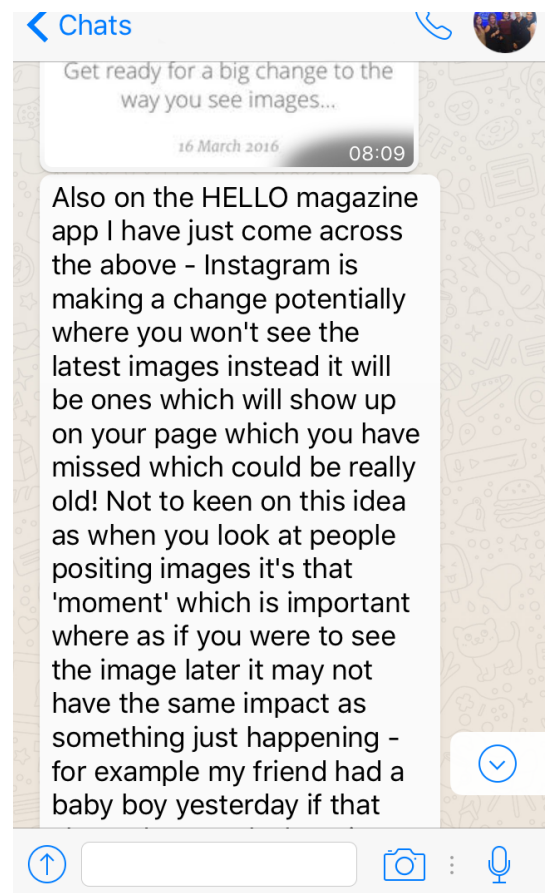 Chats
Get ready for a big change to the
way you see images...
16 March 2016
08:09
Also on the HELLO magazine
app I have just come across
the above - Instagram is
making a change potentially
where you won't see the
latest images instead it will
be ones which will show up
on your page which you have
missed which could be really
old! Not to keen on this idea
as when you look at people
positing images it's that
'moment' which is important
where as if you were to see
the image later it may not
have the same impact as
something just happening -
for example my friend had a
baby boy yesterday if that